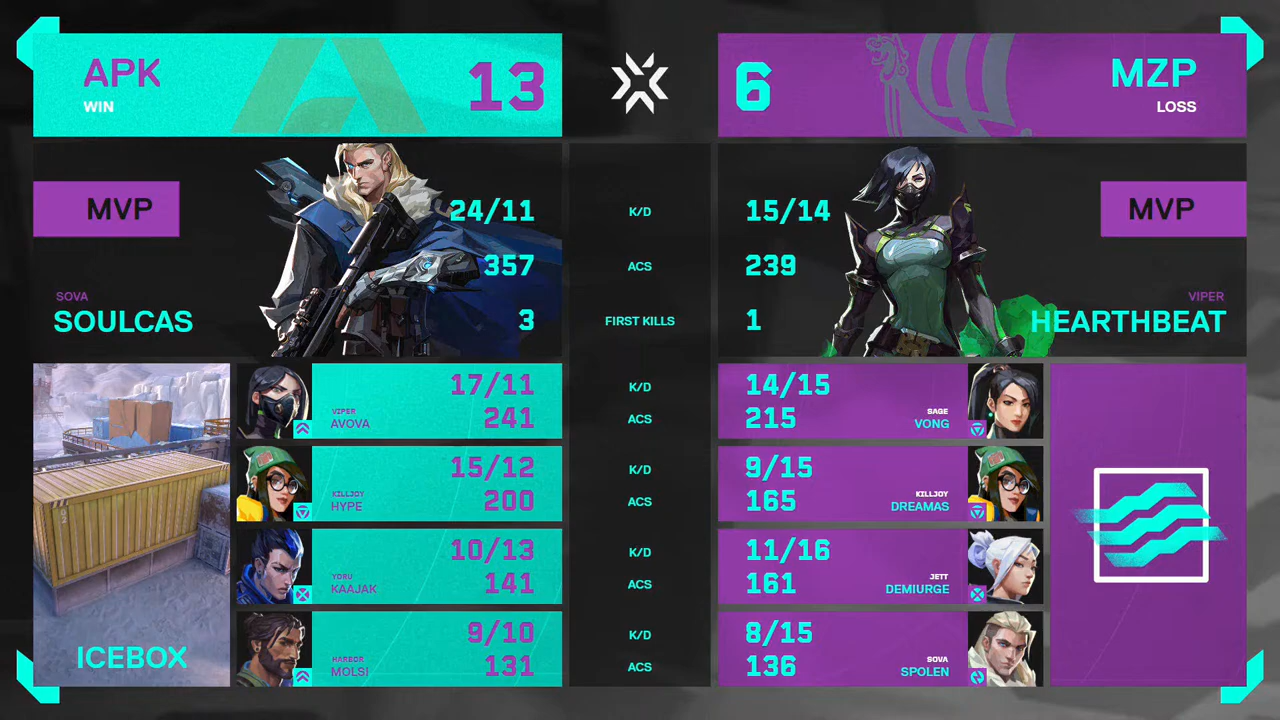 APK
WIN
13
6
MZP
LOSS
MVP
24/11
K/D
15/14
MVP
357
ACS
239
SOVA
SOULCAS
3
FIRST KILLS
1
VIPER
HEARTHBEAT
17/11
K/D
14/15
VIPER
AVOVA
241
ACS
215
SAGE
VONG
15/12
K/D
9/15
KILLJOY
HYPE
200
ACS
165
KILLJOY
DREAMAS
10/13
K/D
11/16
YORU
KAAJAK
141
ACS
161
JETT
DEMIURGE
9/10
K/D
8/15
HARBOR
MOLSI
131
ACS
136
SOVA
SPOLEN
ICEBOX